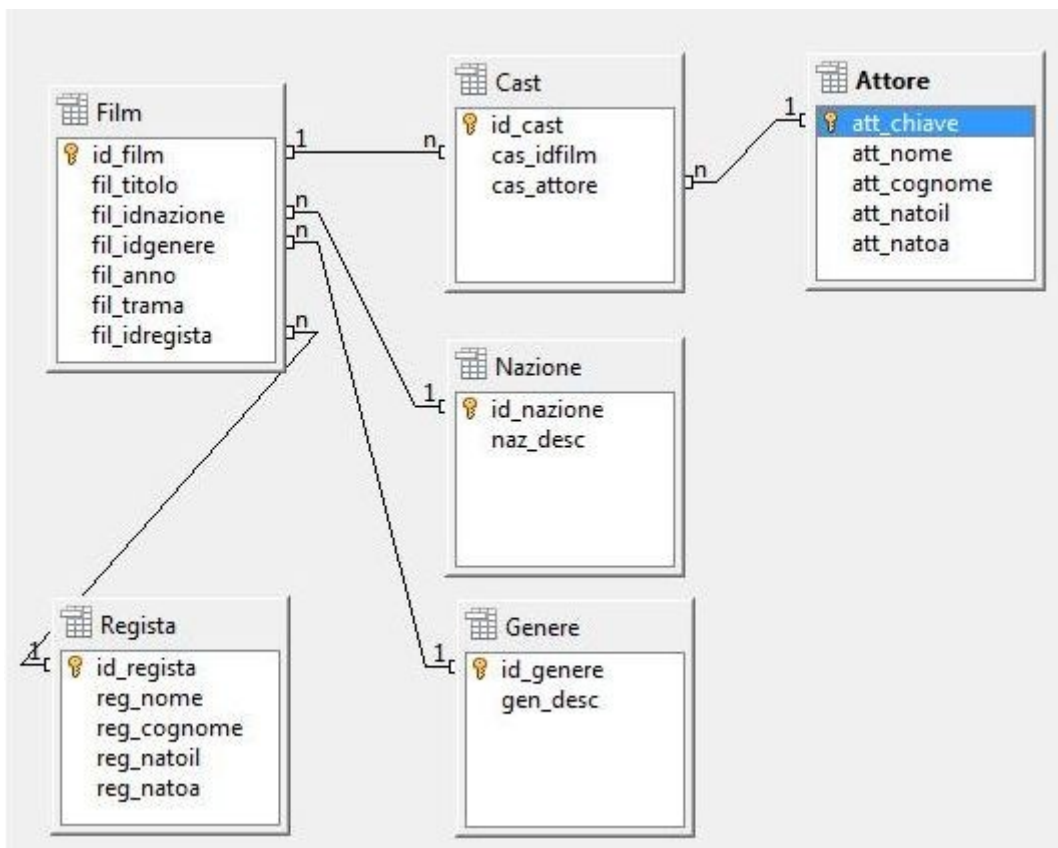 Film
id_film
fil_titolo
fil_idnazione
fil_idgenere
fil_anno
fil_trama
fil_idregista
1
n
n
n
n
Cast
id_cast
cas_idfilm
cas_attore
n
1
Attore
att_chiave
att_nome
att_cognome
att_natoil
att_natoa
1
Nazione
id_nazione
naz_desc
1
Regista
id_regista
reg_nome
reg_cognome
reg_natoil
reg_natoa
1
Genere
id_genere
gen_desc